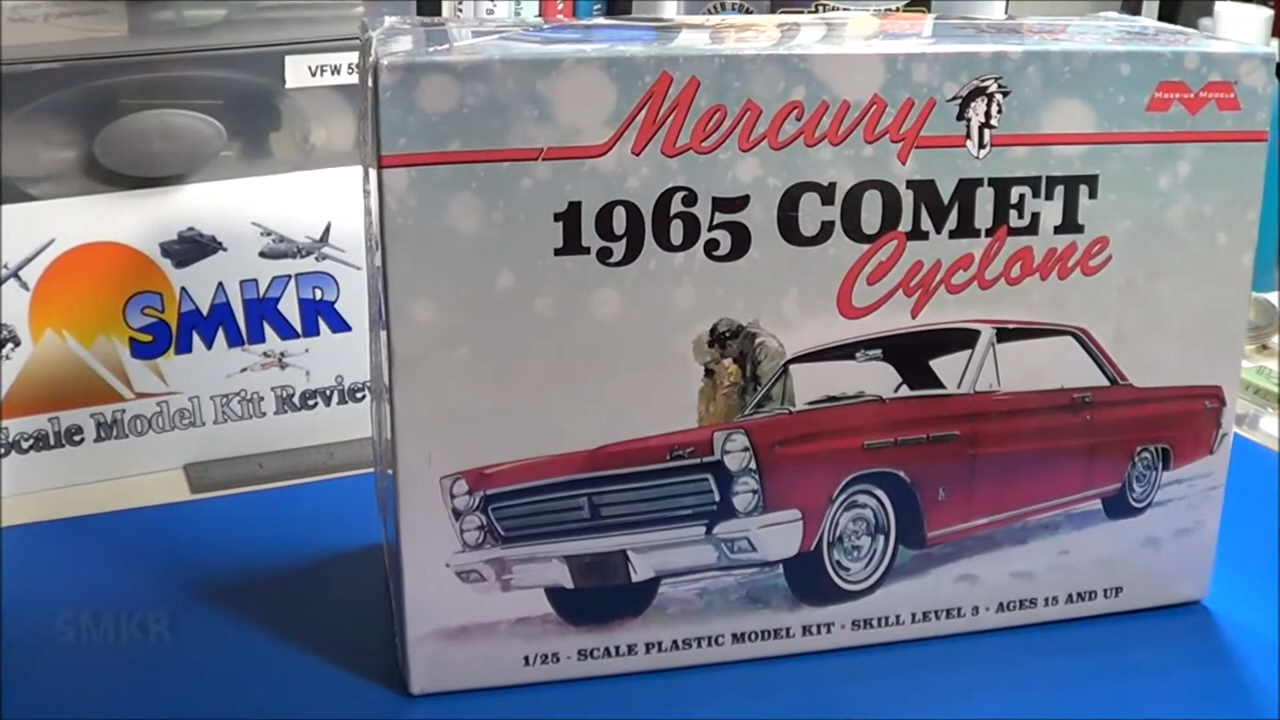 VFW 59
Mercury
MOEBIUS MODELS
1965 COMET
Cyclone
SMKR
Scale Model Kit Review
SMKR
1/25 - SCALE PLASTIC MODEL KIT • SKILL LEVEL 3 • AGES 15 AND UP